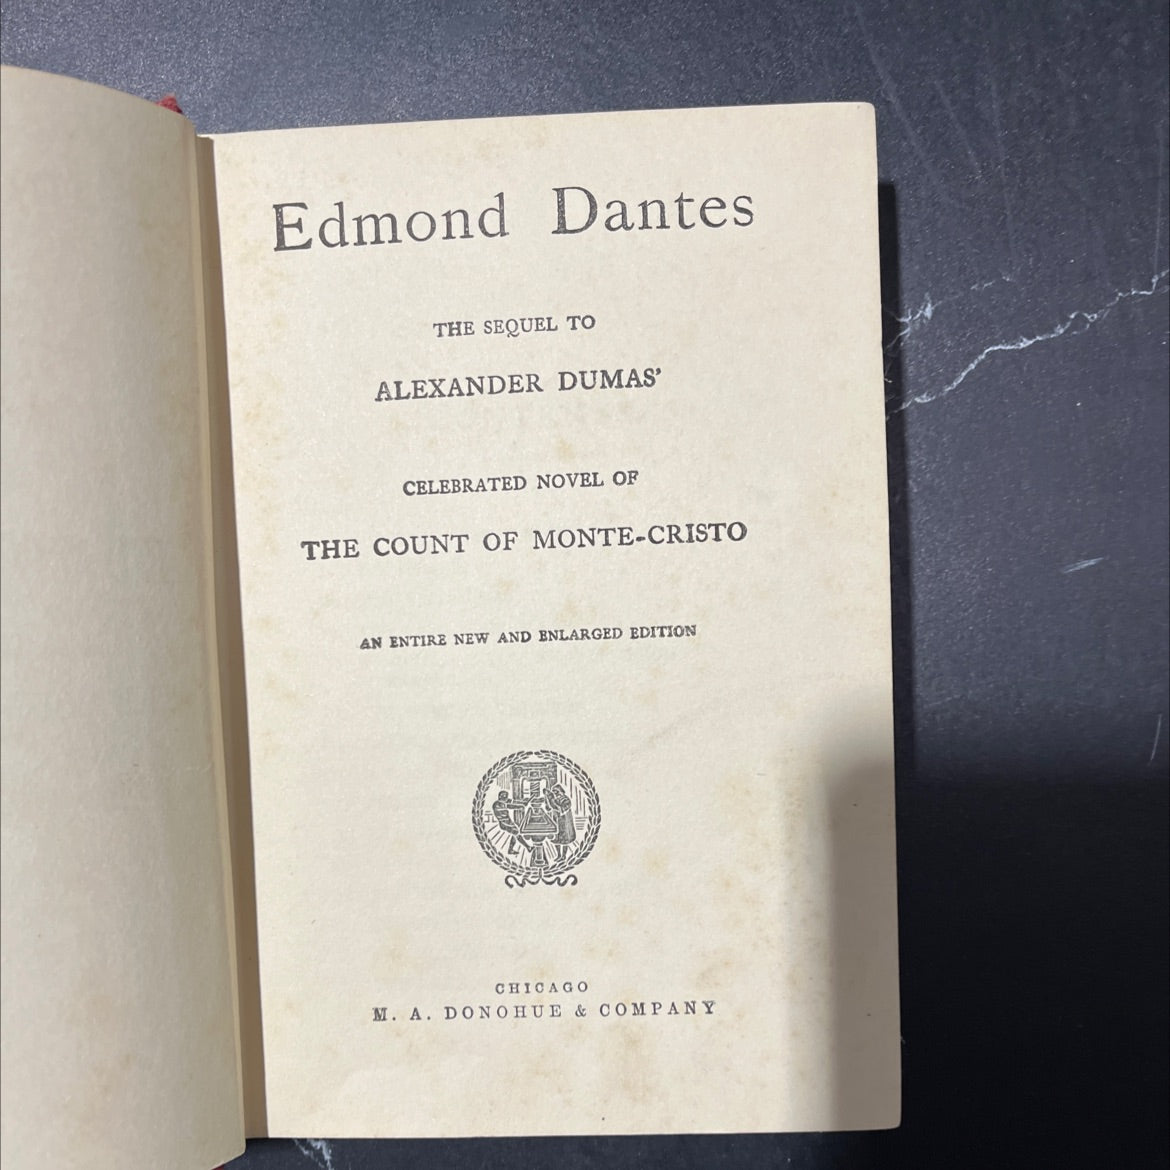 Edmond Dantes
THE SEQUEL TO
ALEXANDER DUMAS'
CELEBRATED NOVEL OF
THE COUNT OF MONTE-CRISTO
AN ENTIRE NEW AND ENLARGED EDITION
CHICAGO
M. A. DONOHUE & COMPANY